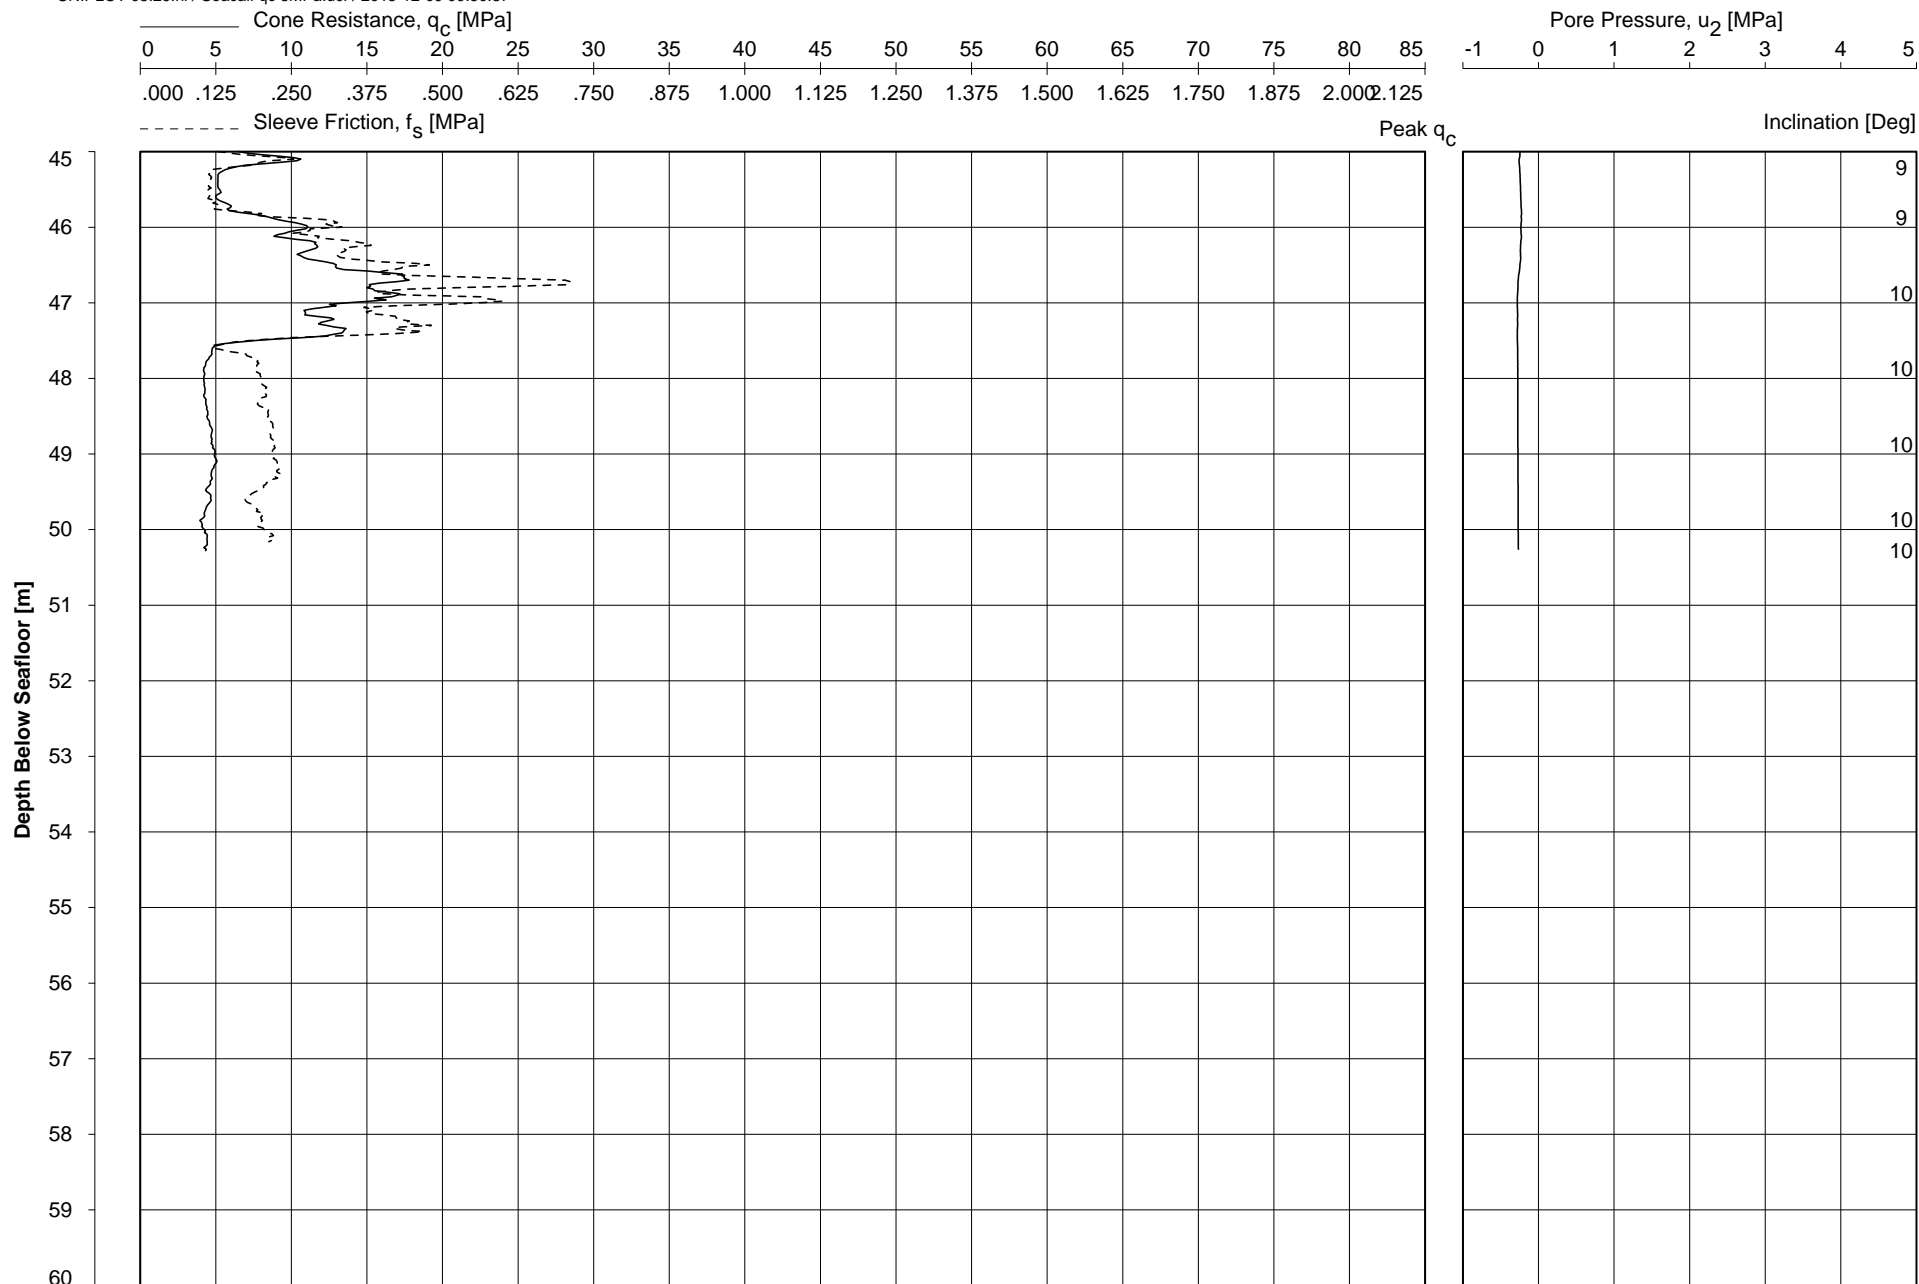 Cone Resistance, qc [MPa]
Pore Pressure, u2 [MPa]
0 5 10 15 20 25 30 35 40 45 50 55 60 65 70 75 80 85
-1 0 1 2 3 4 5
.000 .125 .250 .375 .500 .625 .750 .875 1.000 1.125 1.250 1.375 1.500 1.625 1.750 1.875 2.000 2.125
Sleeve Friction, fs [MPa]
Peak qc
Inclination [Deg]
45
9
46
9
47
10
48
10
49
10
50
10
10
Depth Below Seafloor [m]
51
52
53
54
55
56
57
58
59
60